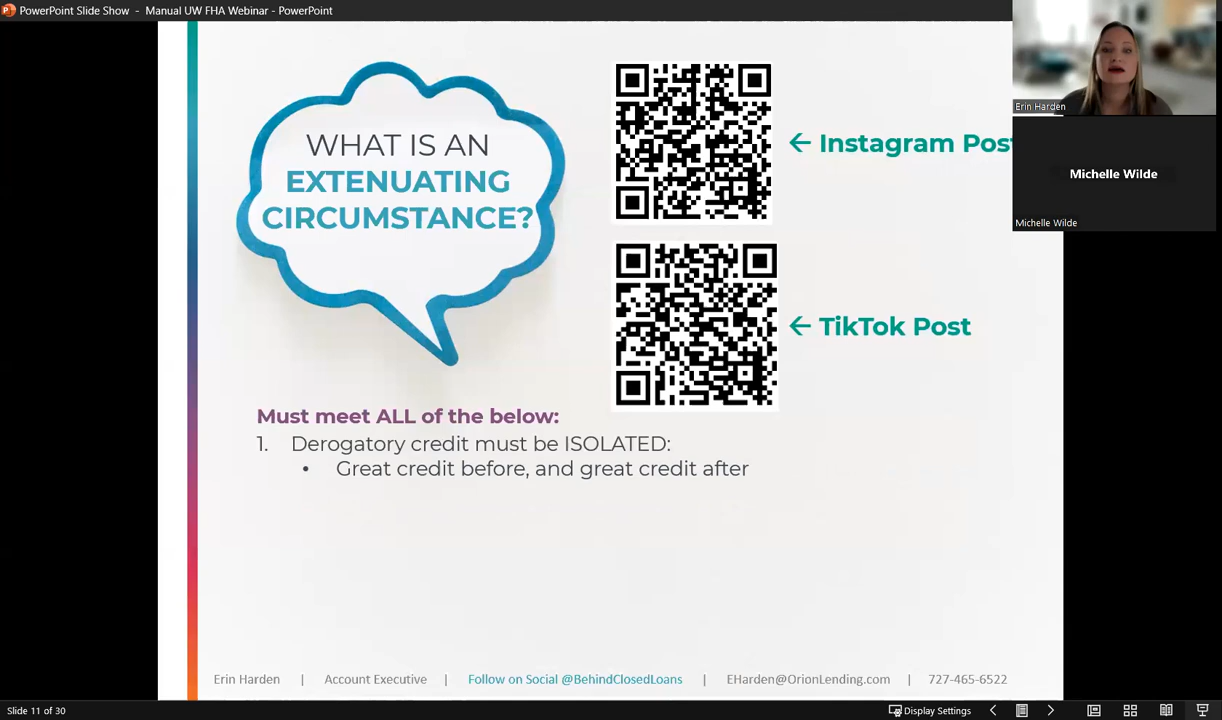 PowerPoint Slide Show - Manual UW FHA Webinar - PowerPoint
WHAT IS AN
EXTENUATING
CIRCUMSTANCE?
← Instagram Post
← TikTok Post
Erin Harden
Michelle Wilde
Michelle Wilde
Must meet ALL of the below:
1. Derogatory credit must be ISOLATED:
• Great credit before, and great credit after
Erin Harden | Account Executive | Follow on Social @BehindClosedLoans | EHarden@OrionLending.com | 727-465-6522
Slide 11 of 30
Display Settings